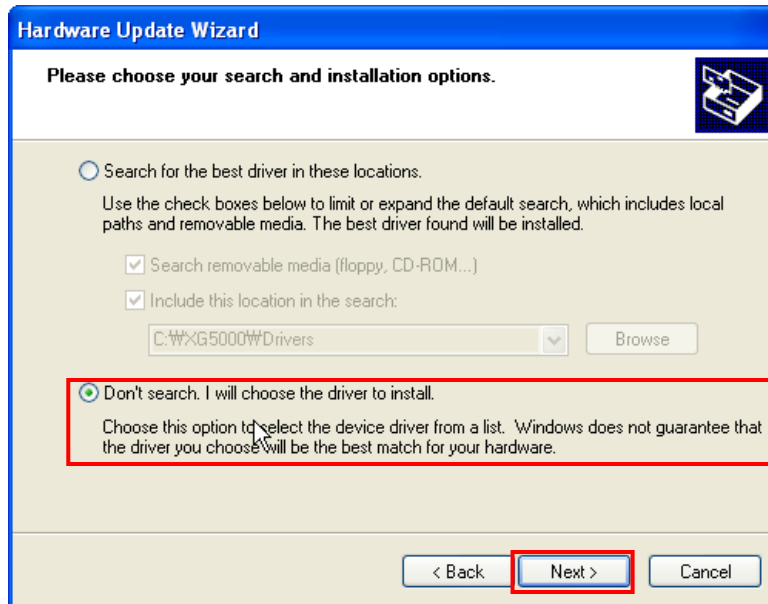 Hardware Update Wizard
Please choose your search and installation options.
Search for the best driver in these locations.
Use the check boxes below to limit or expand the default search, which includes local
paths and removable media. The best driver found will be installed.
Search removable media (floppy, CD-ROM...)
Include this location in the search:
C:₩XG5000₩Drivers
Browse
Don't search. I will choose the driver to install.
Choose this option to select the device driver from a list. Windows does not guarantee that
the driver you choose will be the best match for your hardware.
< Back
Next >
Cancel